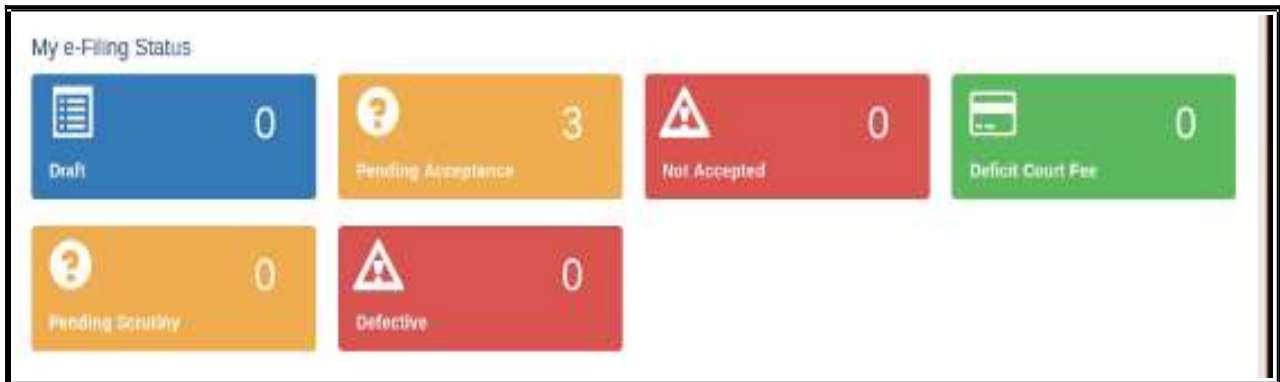 My e-Filing Status
0
Draft
3
Pending Acceptance
0
Not Accepted
0
Deficit Court Fee
0
Pending Scrutiny
0
Defective